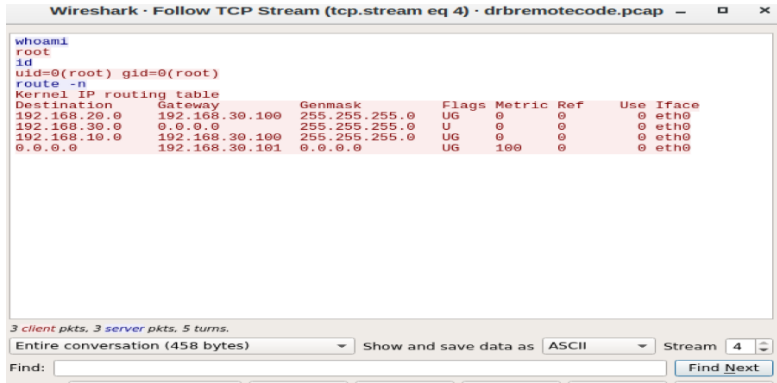 Wireshark · Follow TCP Stream (tcp.stream eq 4) · drbremotecode.pcap
whoami
root
id
uid=0(root) gid=0(root)
route -n
Kernel IP routing table
Destination     Gateway         Genmask         Flags Metric Ref    Use Iface
192.168.20.0    192.168.30.100  255.255.255.0   UG    0      0        0 eth0
192.168.30.0    0.0.0.0         255.255.255.0   U     0      0        0 eth0
192.168.10.0    192.168.30.100  255.255.255.0   UG    0      0        0 eth0
0.0.0.0         192.168.30.101  0.0.0.0         UG    100    0        0 eth0
3 client pkts, 3 server pkts, 5 turns.
Entire conversation (458 bytes) Show and save data as ASCII Stream 4
Find: Find Next